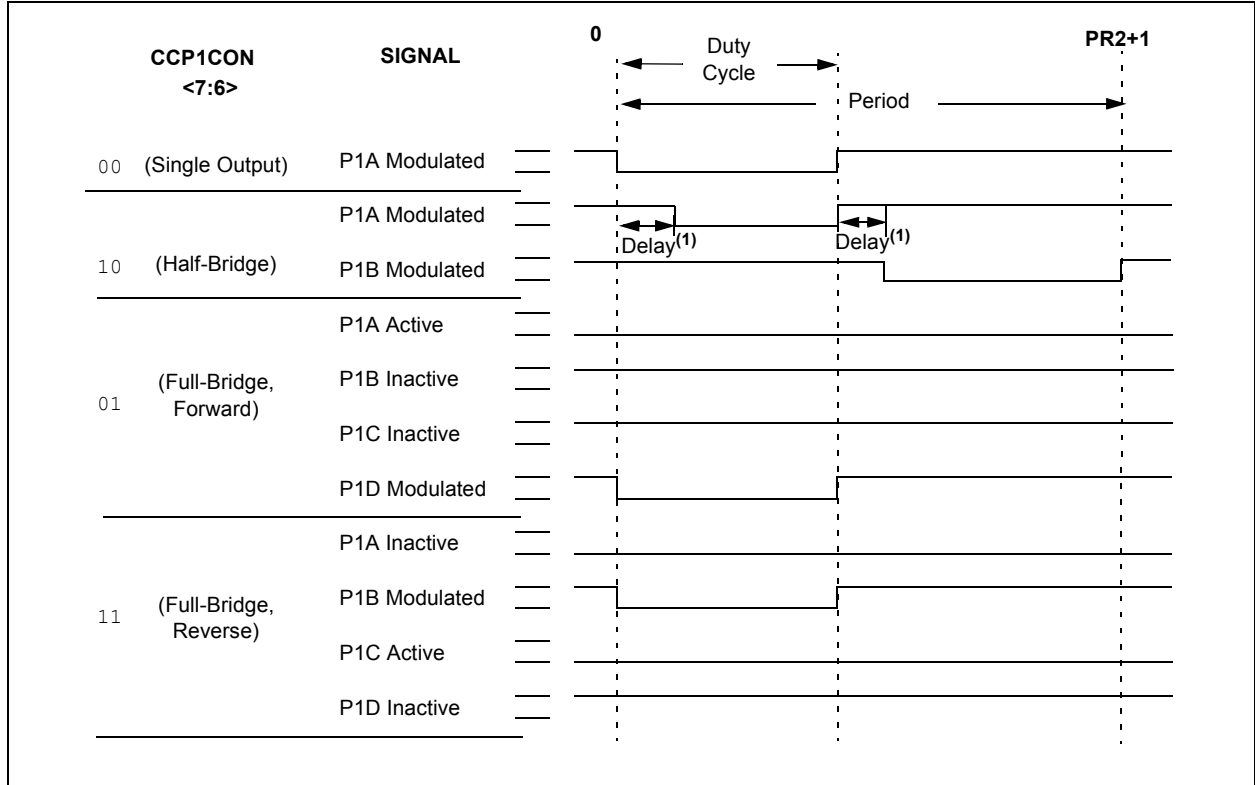 CCP1CON
<7:6>
SIGNAL
0
PR2+1
Duty
Cycle
Period
00 (Single Output) P1A Modulated
P1A Modulated
Delay(1) Delay(1)
10 (Half-Bridge) P1B Modulated
P1A Active
P1B Inactive
01 (Full-Bridge,
Forward)
P1C Inactive
P1D Modulated
P1A Inactive
P1B Modulated
11 (Full-Bridge,
Reverse)
P1C Active
P1D Inactive